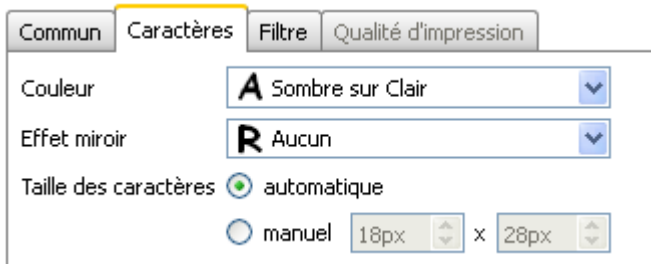 Commun Caractères Filtre Qualité d'impression
Couleur A Sombre sur Clair
Effet miroir R Aucun
Taille des caractères automatique
manuel 18px x 28px